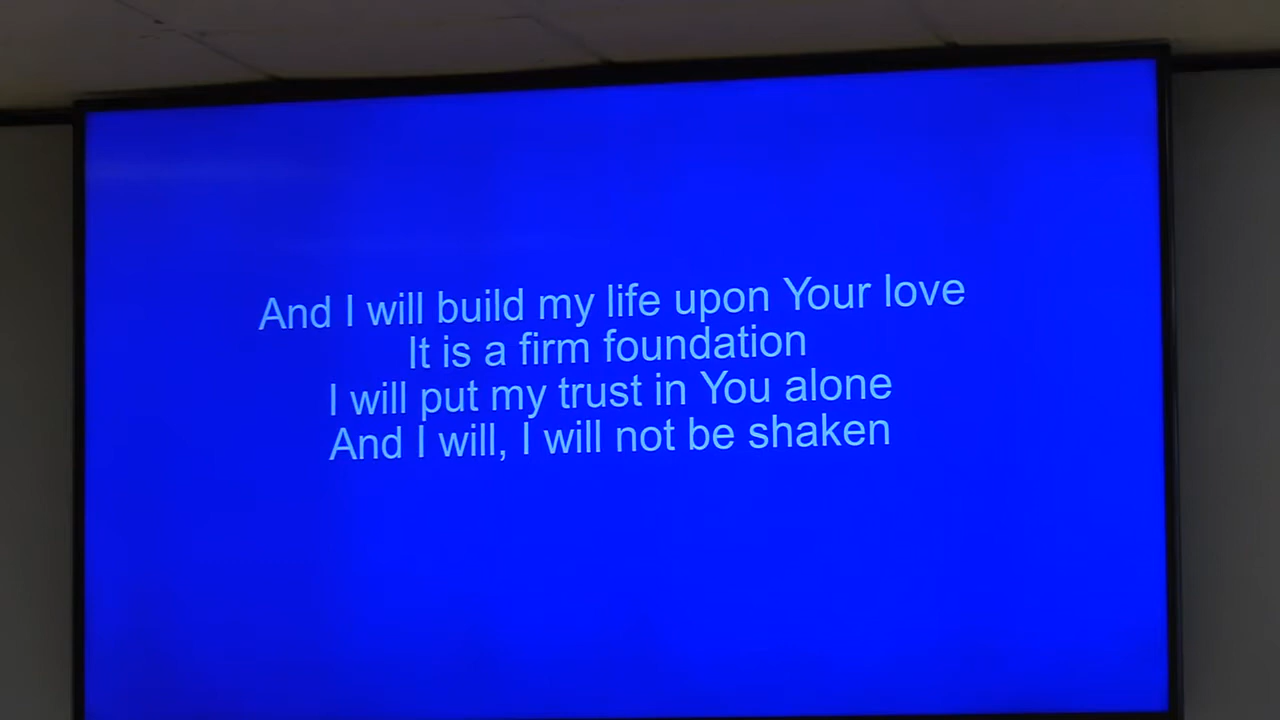 And I will build my life upon Your love
It is a firm foundation
I will put my trust in You alone
And I will, I will not be shaken